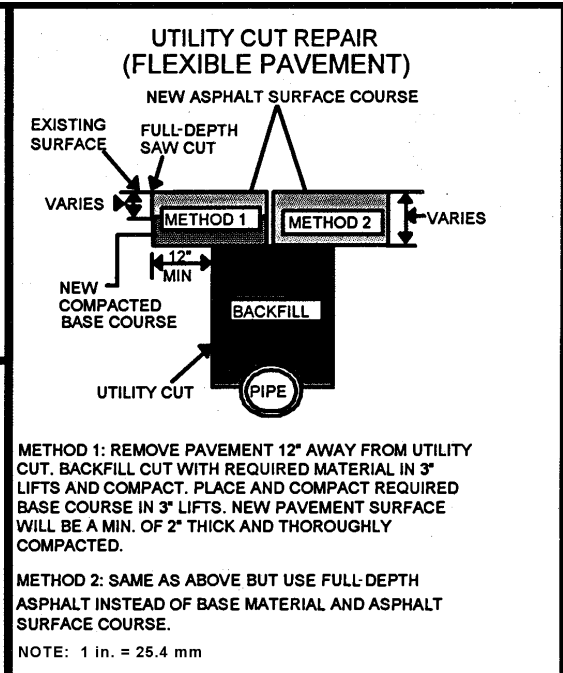 UTILITY CUT REPAIR
(FLEXIBLE PAVEMENT)
NEW ASPHALT SURFACE COURSE
EXISTING
SURFACE
FULL-DEPTH
SAW CUT
VARIES
METHOD 1
METHOD 2
VARIES
12"
MIN
NEW
COMPACTED
BASE COURSE
BACKFILL
UTILITY CUT
PIPE
METHOD 1: REMOVE PAVEMENT 12" AWAY FROM UTILITY
CUT. BACKFILL CUT WITH REQUIRED MATERIAL IN 3"
LIFTS AND COMPACT. PLACE AND COMPACT REQUIRED
BASE COURSE IN 3" LIFTS. NEW PAVEMENT SURFACE
WILL BE A MIN. OF 2" THICK AND THOROUGHLY
COMPACTED.
METHOD 2: SAME AS ABOVE BUT USE FULL-DEPTH
ASPHALT INSTEAD OF BASE MATERIAL AND ASPHALT
SURFACE COURSE.
NOTE: 1 in. = 25.4 mm